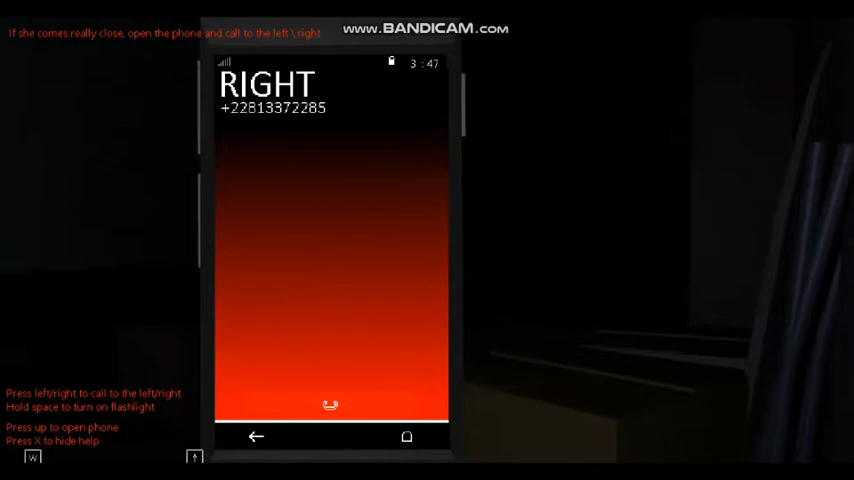 If she comes really close, open the phone and call to the left \ right
www.BANDICAM.com
3:47
RIGHT
+22813372285
Press left/right to call to the left/right
Hold space to turn on flashlight
Press up to open phone
Press X to hide help
W
↑